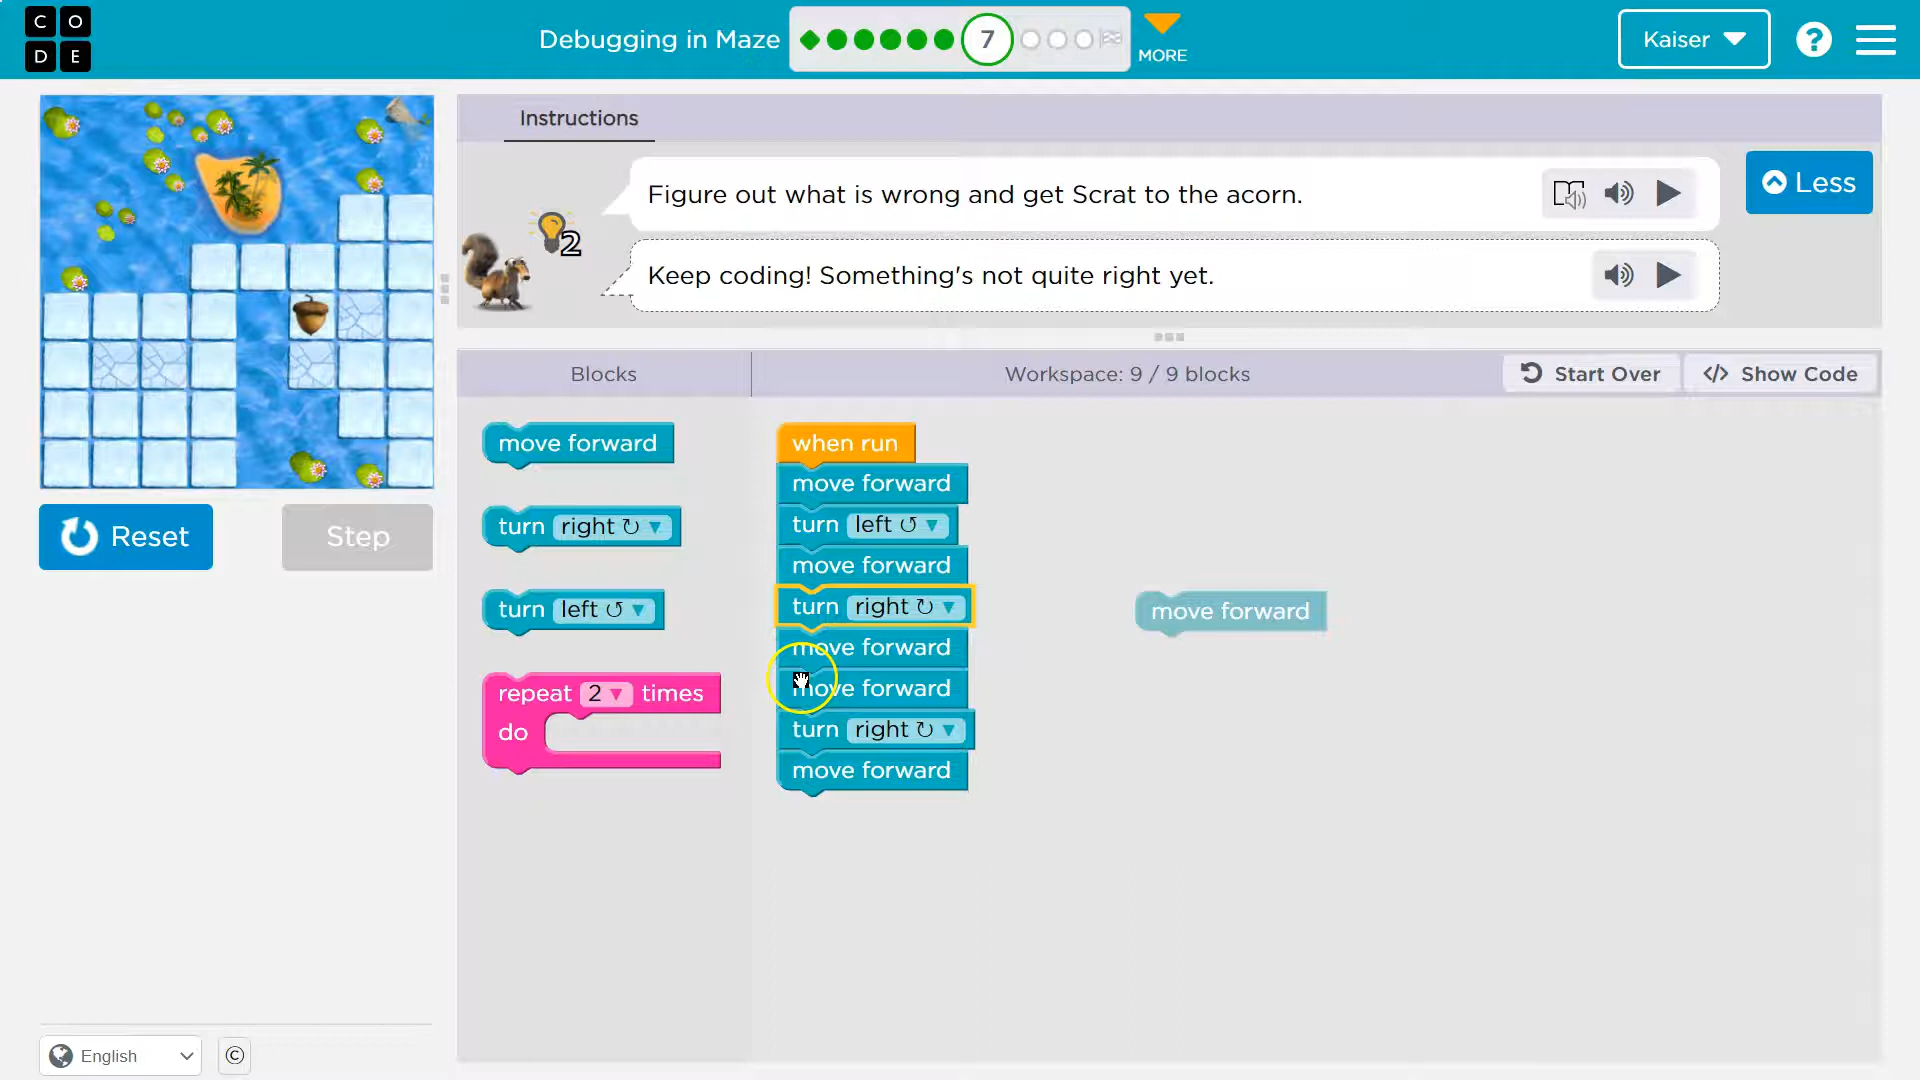 C O
D E
Debugging in Maze
7
MORE
Kaiser
?
Instructions
Figure out what is wrong and get Scrat to the acorn.
Less
2
Keep coding! Something's not quite right yet.
Blocks
Workspace: 9 / 9 blocks
Start Over
</> Show Code
move forward
turn right ↻ ▼
turn left ↺ ▼
repeat 2 ▼ times
do
when run
move forward
turn left ↺ ▼
move forward
turn right ↻ ▼
move forward
move forward
turn right ↻ ▼
move forward
move forward
Reset
Step
English
©